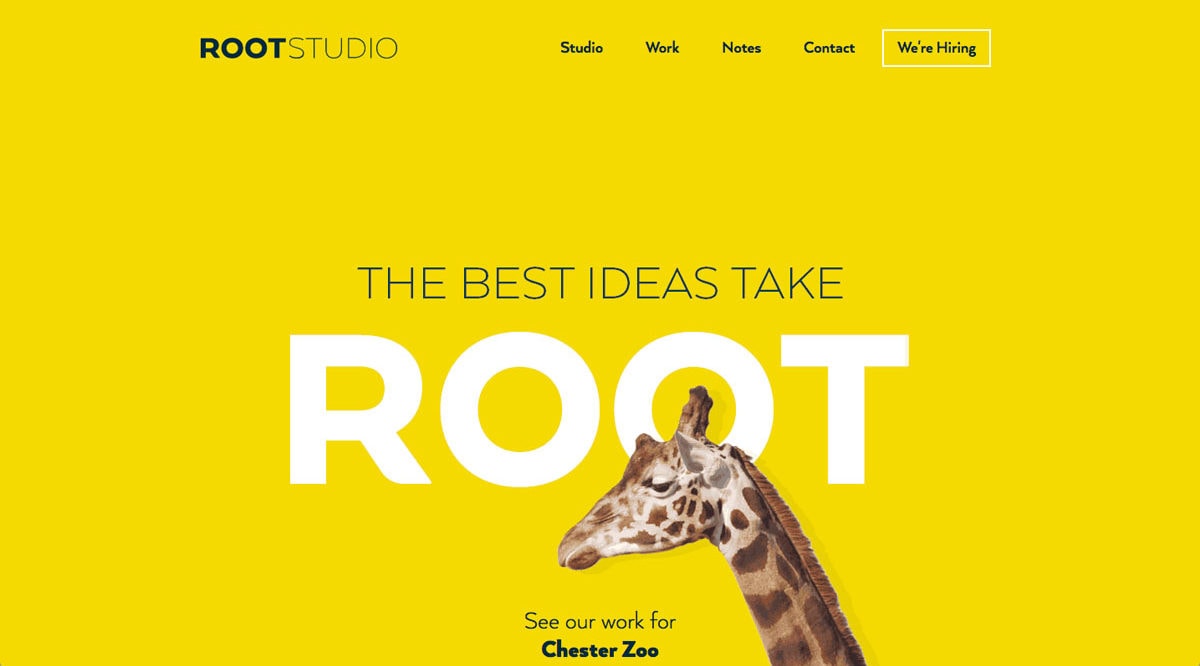 ROOTSTUDIO
Studio Work Notes Contact We're Hiring
THE BEST IDEAS TAKE
ROOT
See our work for
Chester Zoo